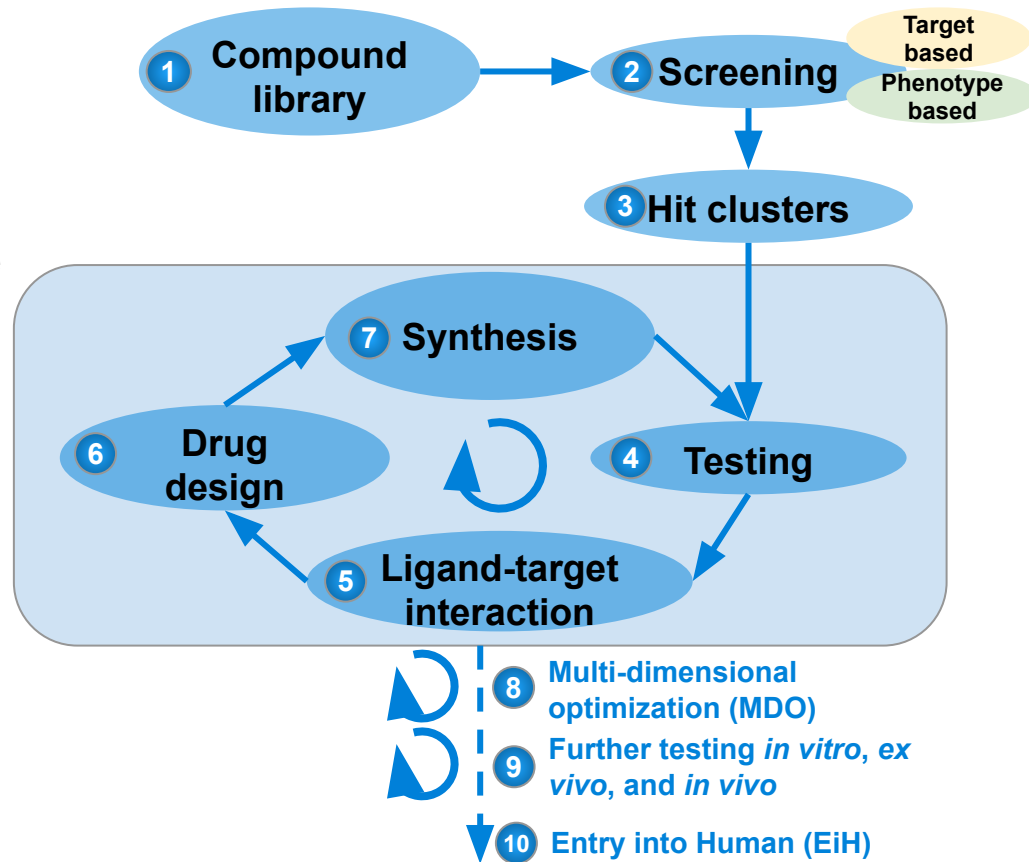 1
Compound
library
2
Screening
Target
based
Phenotype
based
3
Hit clusters
7
Synthesis
6
Drug
design
4
Testing
5
Ligand-target
interaction
8
Multi-dimensional
optimization (MDO)
9
Further testing in vitro, ex
vivo, and in vivo
10
Entry into Human (EiH)